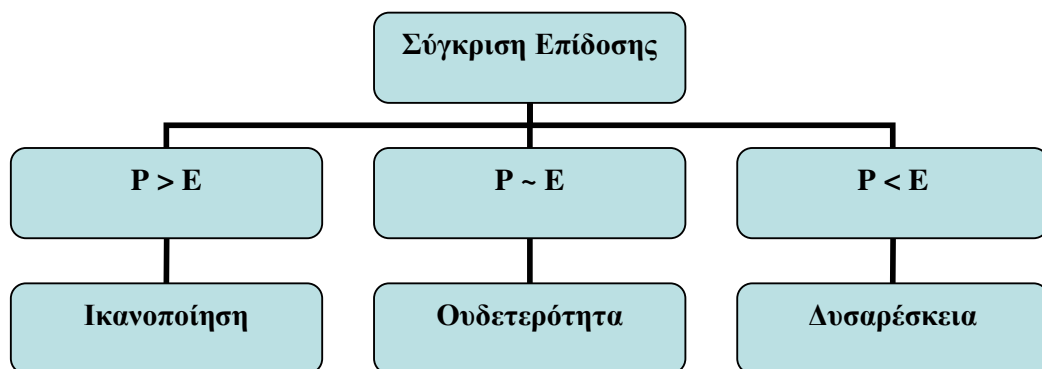 Σύγκριση Επίδοσης
P > E
P ~ E
P < E
Ικανοποίηση
Ουδετερότητα
Δυσαρέσκεια